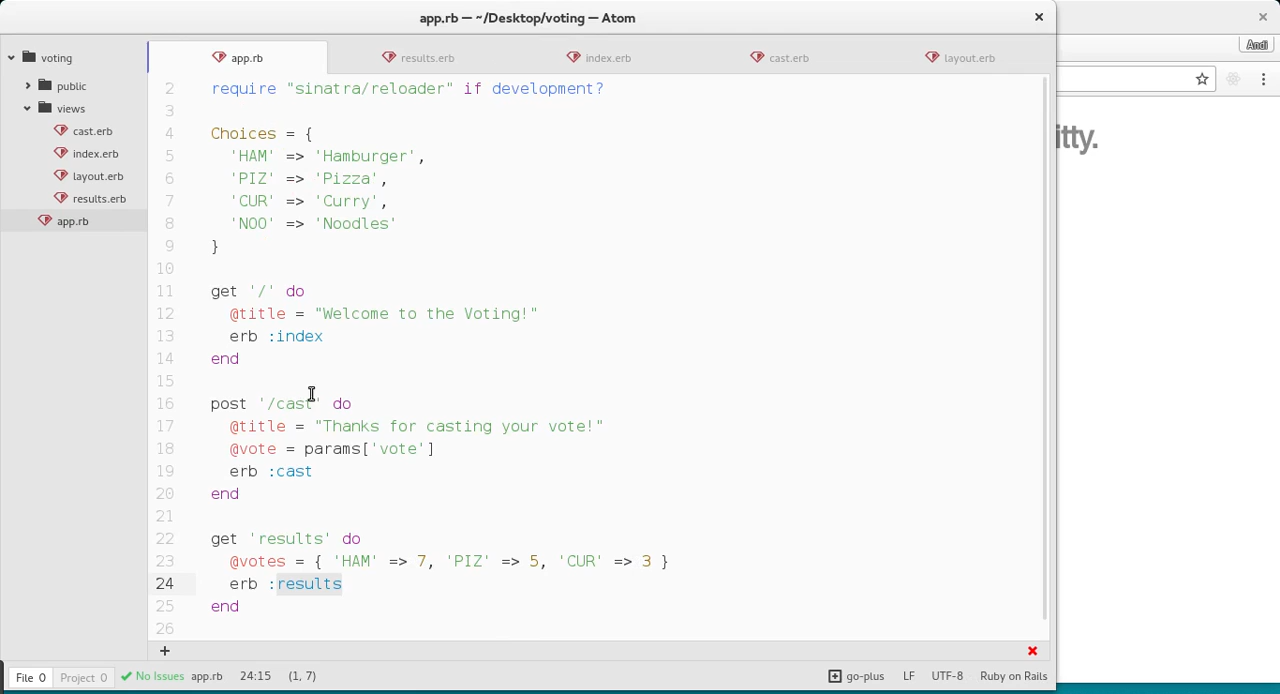 app.rb — ~/Desktop/voting — Atom
Andi
voting
public
views
cast.erb
index.erb
layout.erb
results.erb
app.rb
app.rb
results.erb
index.erb
cast.erb
layout.erb
itty.
2 require "sinatra/reloader" if development?
3
4 Choices = {
5 'HAM' => 'Hamburger',
6 'PIZ' => 'Pizza',
7 'CUR' => 'Curry',
8 'NOO' => 'Noodles'
9 }
10
11 get '/' do
12 @title = "Welcome to the Voting!"
13 erb :index
14 end
15
16 post '/cast' do
17 @title = "Thanks for casting your vote!"
18 @vote = params['vote']
19 erb :cast
20 end
21
22 get 'results' do
23 @votes = { 'HAM' => 7, 'PIZ' => 5, 'CUR' => 3 }
24 erb :results
25 end
26
File 0 Project 0 No Issues app.rb 24:15 (1, 7) go-plus LF UTF-8 Ruby on Rails